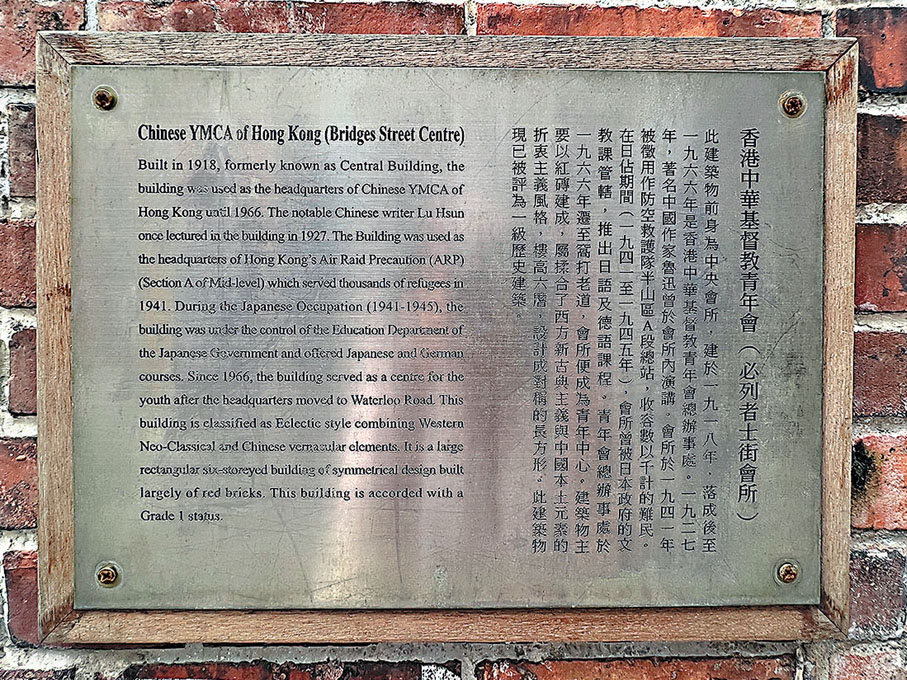 Chinese YMCA of Hong Kong (Bridges Street Centre)
Built in 1918, formerly known as Central Building, the
building was used as the headquarters of Chinese YMCA of
Hong Kong until 1966. The notable Chinese writer Lu Hsun
once lectured in the building in 1927. The Building was used as
the headquarters of Hong Kong's Air Raid Precaution (ARP)
(Section A of Mid-level) which served thousands of refugees in
1941. During the Japanese Occupation (1941-1945), the
building was under the control of the Education Department of
the Japanese Government and offered Japanese and German
courses. Since 1966, the building served as a centre for the
youth after the headquarters moved to Waterloo Road. This
building is classified as Eclectic style combining Western
Neo-Classical and Chinese vernacular elements. It is a large
rectangular six-storeyed building of symmetrical design built
largely of red bricks. This building is accorded with a
Grade 1 status.
香港中華基督教青年會（必列者士街會所）
此建築物前身為中央會所，建於一九一八年，落成後至
一九六六年是香港中華基督教青年會總辦事處。一九二七
年，著名中國作家魯迅曾於會所內演講。會所於一九四一年
被徵用作防空救護隊半山區A段總站，收容數以千計的難民。
在日佔期間（一九四一至一九四五年），會所曾被日本政府的文
教課管轄，推出日語及德語課程。青年會總辦事處於
一九六六年遷至窩打老道，會所便成為青年中心。建築物主
要以紅磚建成，屬揉合了西方新古典主義與中國本土元素的
折衷主義風格，樓高六層，設計成對稱的長方形。此建築物
現已被評為一級歷史建築。